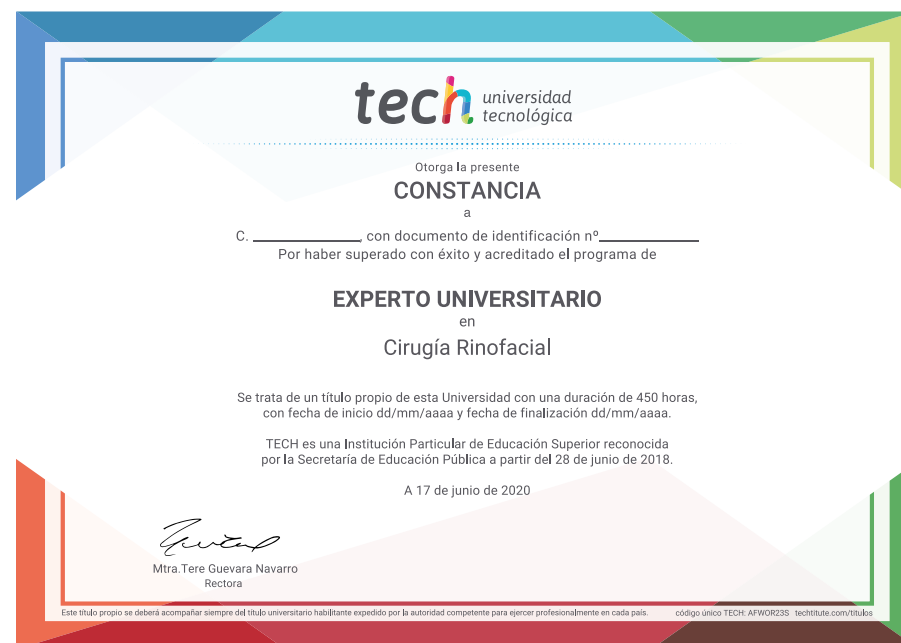 tech universidad
tecnológica
Otorga la presente
CONSTANCIA
a
C. ____________, con documento de identificación nº___________
Por haber superado con éxito y acreditado el programa de
EXPERTO UNIVERSITARIO
en
Cirugía Rinofacial
Se trata de un título propio de esta Universidad con una duración de 450 horas,
con fecha de inicio dd/mm/aaaa y fecha de finalización dd/mm/aaaa.
TECH es una Institución Particular de Educación Superior reconocida
por la Secretaría de Educación Pública a partir del 28 de junio de 2018.
A 17 de junio de 2020
Mtra.Tere Guevara Navarro
Rectora
Este título propio se deberá acompañar siempre del título universitario habilitante expedido por la autoridad competente para ejercer profesionalmente en cada país. código único TECH: AFWOR23S techtitute.com/titulos